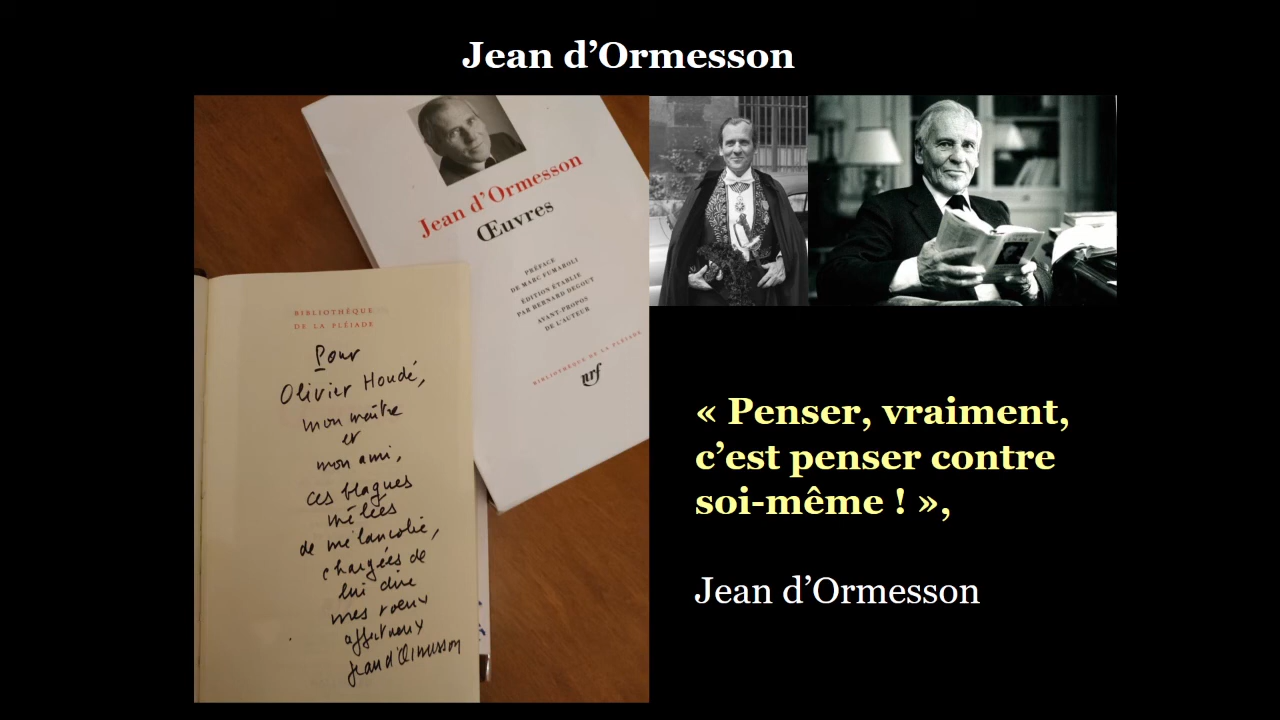 Jean d’Ormesson
Jean d’Ormesson
Œuvres
PRÉFACE
DE MARC FUMAROLI
ÉDITION ÉTABLIE
PAR BERNARD DEGOUT
AVANT-PROPOS
DE L’AUTEUR
BIBLIOTHÈQUE DE LA PLÉIADE
nrf
BIBLIOTHÈQUE
DE LA PLÉIADE
Pour
Olivier Houdé,
mon maître
et
mon ami,
ces blagues
mêlées
de mélancolie,
chargées de
lui dire
mes vœux
affectueux
Jean d’Ormesson
« Penser, vraiment,
c’est penser contre
soi-même ! »,
Jean d’Ormesson